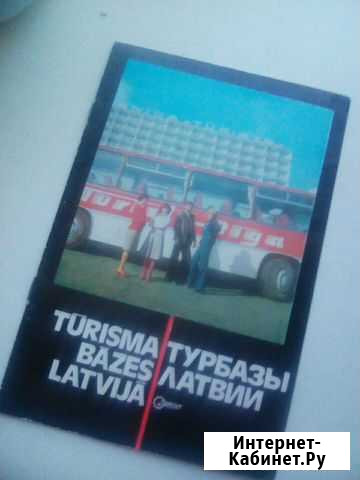 TŪRISMA
BĀZES
LATVIJĀ
ТУРБАЗЫ
ЛАТВИИ
Интернет-
Кабинет.Ру